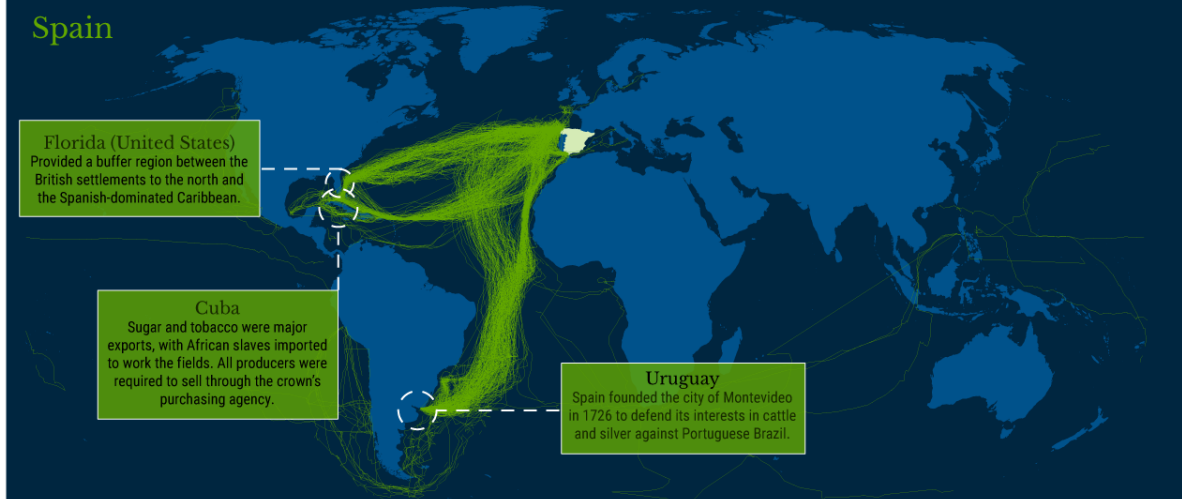 Spain
Florida (United States)
Provided a buffer region between the
British settlements to the north and
the Spanish-dominated Caribbean.
Cuba
Sugar and tobacco were major
exports, with African slaves imported
to work the fields. All producers were
required to sell through the crown's
purchasing agency.
Uruguay
Spain founded the city of Montevideo
in 1726 to defend its interests in cattle
and silver against Portuguese Brazil.